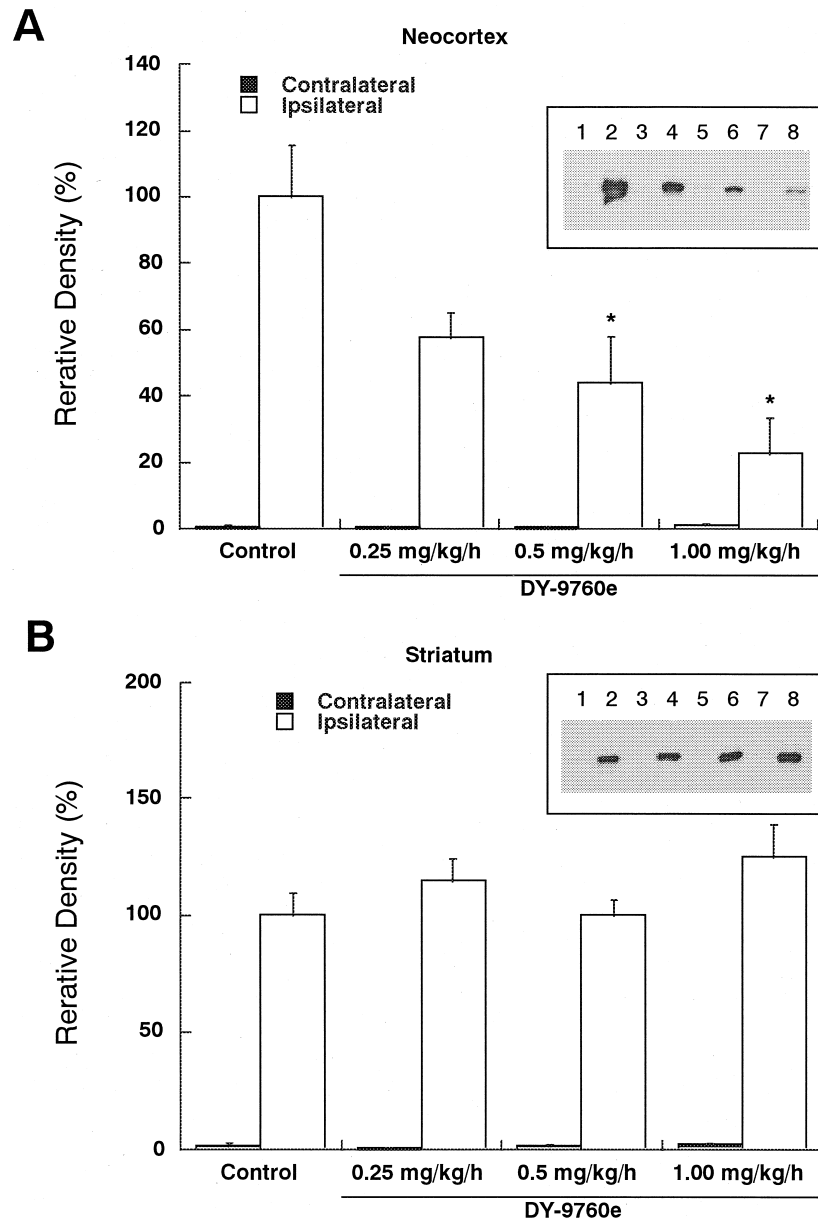 A
Neocortex
140
120
100
80
60
40
20
0
Rerative Density (%)
Contralateral
Ipsilateral
1 2 3 4 5 6 7 8
*
*
Control 0.25 mg/kg/h 0.5 mg/kg/h 1.00 mg/kg/h
DY-9760e
B
Striatum
200
150
100
50
0
Rerative Density (%)
Contralateral
Ipsilateral
1 2 3 4 5 6 7 8
Control 0.25 mg/kg/h 0.5 mg/kg/h 1.00 mg/kg/h
DY-9760e